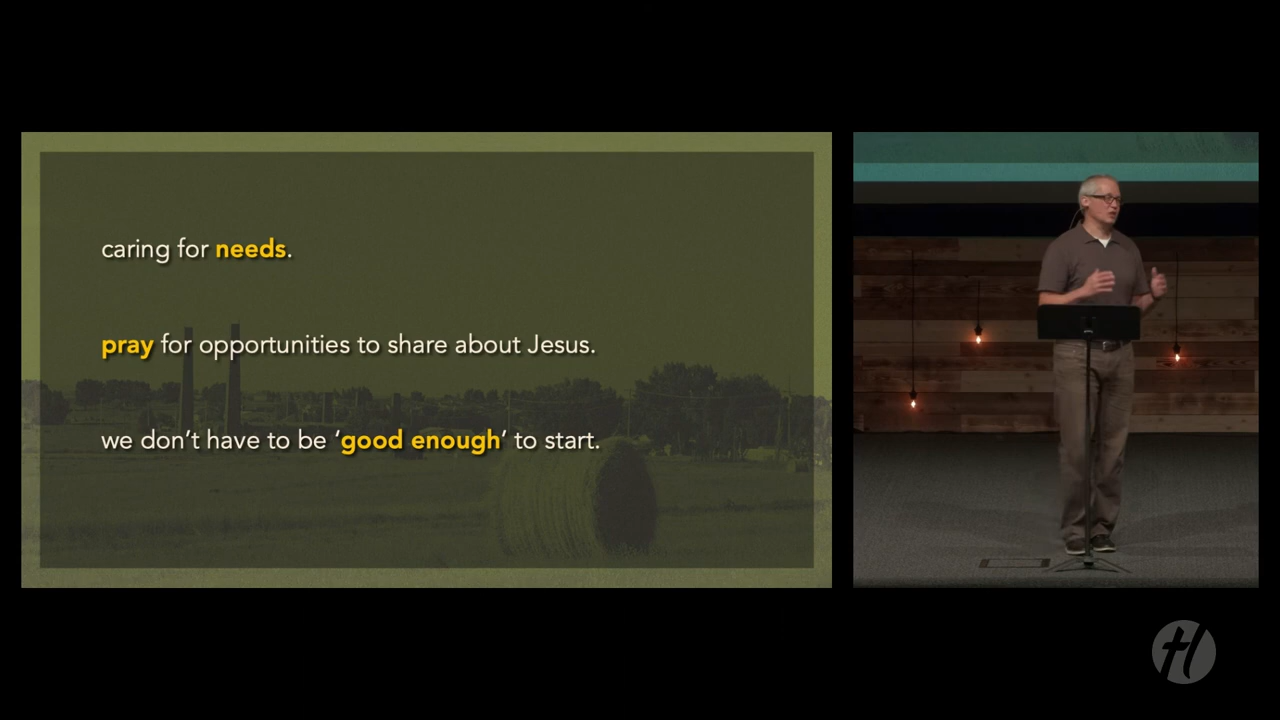 caring for needs.
pray for opportunities to share about Jesus.
we don’t have to be ‘good enough’ to start.